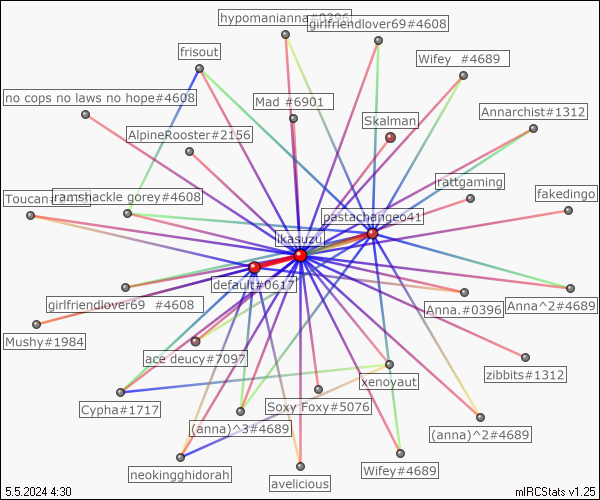 hypomanianna#0396
girlfriendlover69#4608
frisout
Wifey #4689
no cops no laws no hope#4608
Mad #6901
Annarchist#1312
Skalman
AlpineRooster#2156
rattgaming
ramshackle gorey#4608
fakedingo
pastachangeo41
ikasuzu
default#0617
girlfriendlover69 #4608
Anna.#0396
Anna^2#4689
Mushy#1984
ace deucy#7097
zibbits#1312
xenoyaut
Cypha#1717
Soxy Foxy#5076
(anna)^3#4689
(anna)^2#4689
neokingghidorah
Wifey#4689
avelicious
5.5.2024 4:30
mIRCStats v1.25